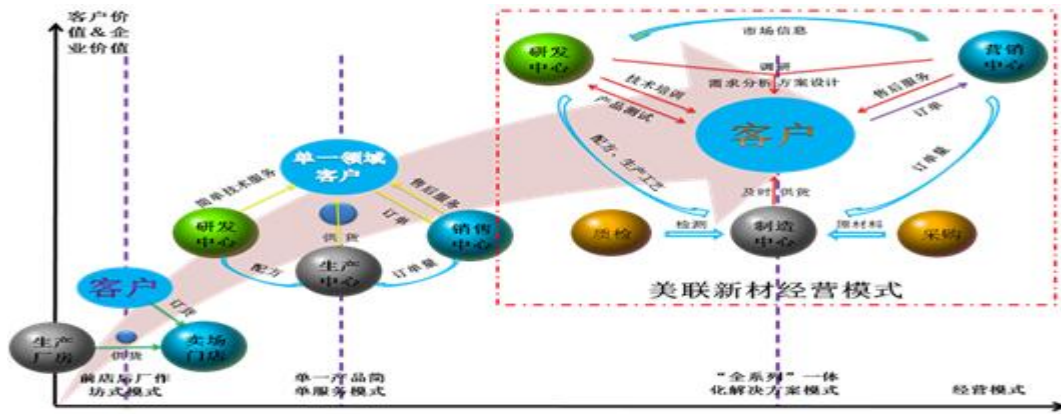 客户价
值＆企
业价值
研发
中心
市场信息
营销
中心
调研
需求分析 方案设计
技术培训
产品测试
售后服务
订单
客户
配方、生产工艺
订单量
及时 供货
质检
检测
制造
中心
原材料
采购
美联新材经营模式
单一领域
客户
简单技术服务
售后服务
订单
研发
中心
供货
销售
中心
配方
生产
中心
订单量
客户
订货
生产
厂房
供货
卖场
门店
前店后厂作
坊式模式
单一产品简
单服务模式
“全系列”一体
化解决方案模式
经营模式